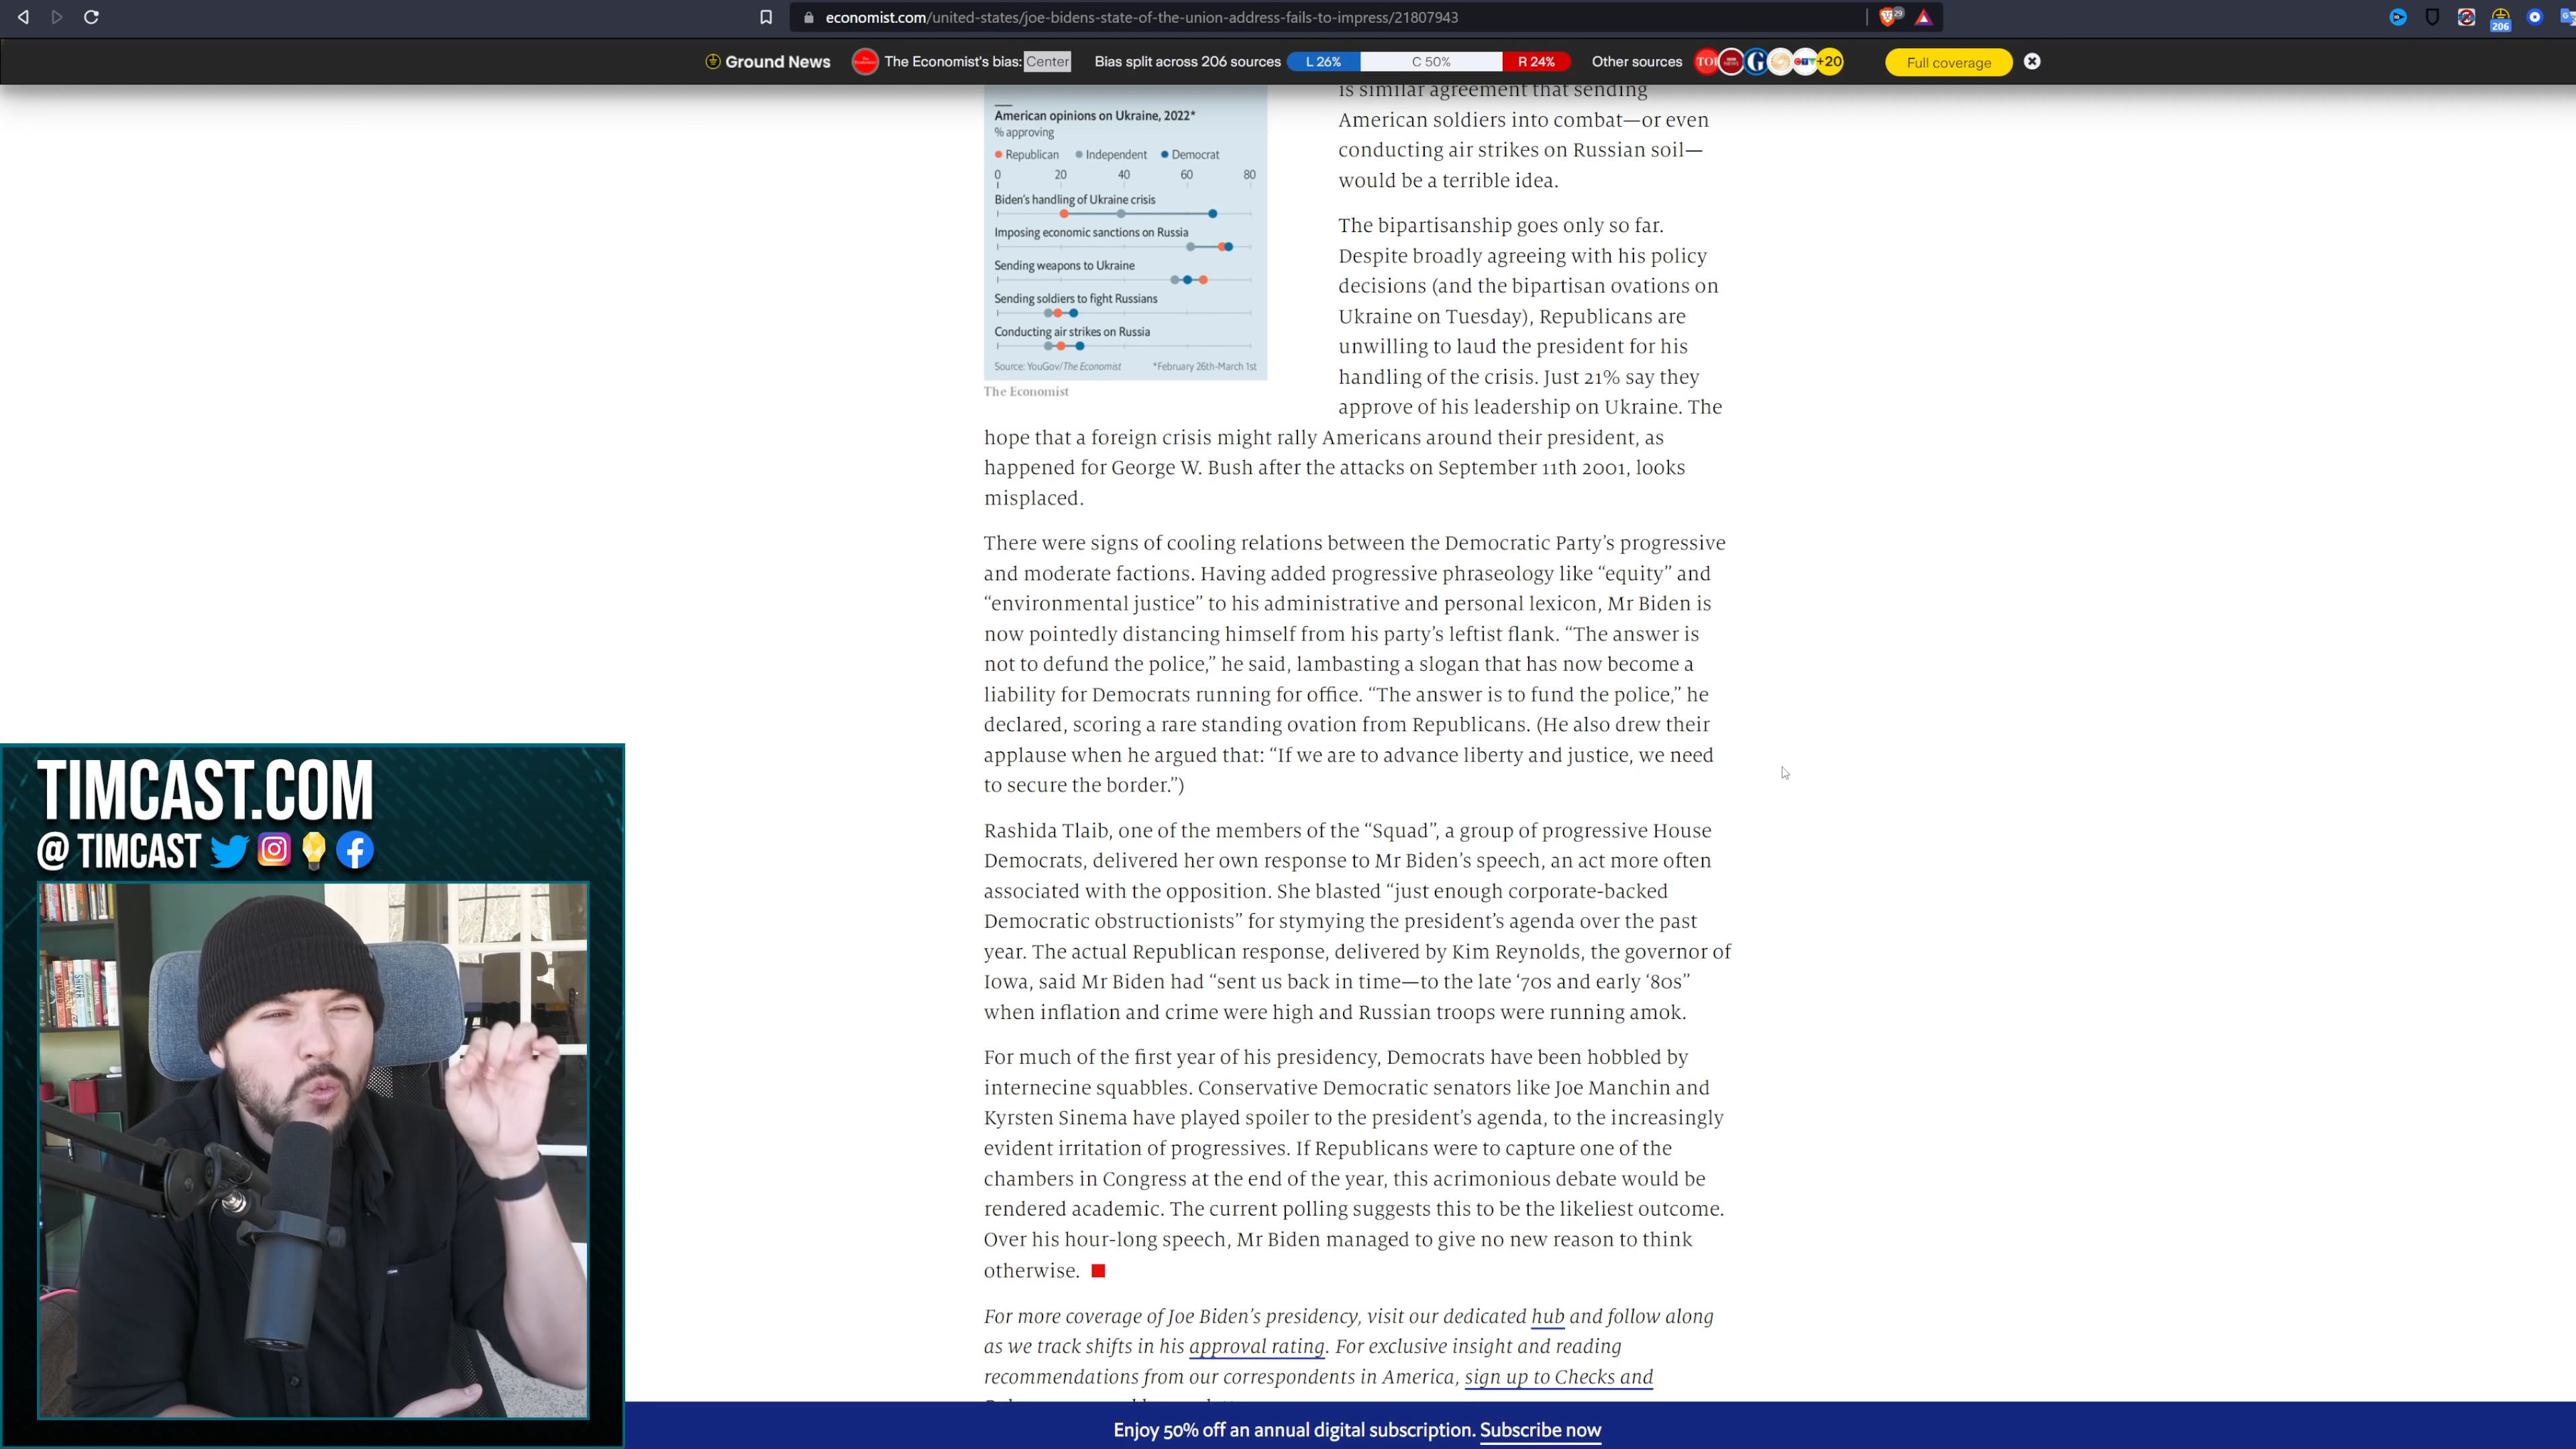 economist.com/united-states/joe-bidens-state-of-the-union-address-fails-to-impress/21807943
29
206
Ground News
The Economist's bias: Center
Bias split across 206 sources
L 26%
C 50%
R 24%
Other sources
TOI
G
CTV
+20
Full coverage
American opinions on Ukraine, 2022*
% approving
Republican
Independent
Democrat
0 20 40 60 80
Biden's handling of Ukraine crisis
Imposing economic sanctions on Russia
Sending weapons to Ukraine
Sending soldiers to fight Russians
Conducting air strikes on Russia
Source: YouGov/The Economist
*February 26th-March 1st
The Economist
is similar agreement that sending
American soldiers into combat—or even
conducting air strikes on Russian soil—
would be a terrible idea.
The bipartisanship goes only so far.
Despite broadly agreeing with his policy
decisions (and the bipartisan ovations on
Ukraine on Tuesday), Republicans are
unwilling to laud the president for his
handling of the crisis. Just 21% say they
approve of his leadership on Ukraine. The
hope that a foreign crisis might rally Americans around their president, as
happened for George W. Bush after the attacks on September 11th 2001, looks
misplaced.
There were signs of cooling relations between the Democratic Party's progressive
and moderate factions. Having added progressive phraseology like “equity” and
“environmental justice” to his administrative and personal lexicon, Mr Biden is
now pointedly distancing himself from his party's leftist flank. “The answer is
not to defund the police,” he said, lambasting a slogan that has now become a
liability for Democrats running for office. “The answer is to fund the police,” he
declared, scoring a rare standing ovation from Republicans. (He also drew their
applause when he argued that: “If we are to advance liberty and justice, we need
to secure the border.”)
Rashida Tlaib, one of the members of the “Squad”, a group of progressive House
Democrats, delivered her own response to Mr Biden's speech, an act more often
associated with the opposition. She blasted “just enough corporate-backed
Democratic obstructionists” for stymying the president's agenda over the past
year. The actual Republican response, delivered by Kim Reynolds, the governor of
Iowa, said Mr Biden had “sent us back in time—to the late ‘70s and early ‘80s”
when inflation and crime were high and Russian troops were running amok.
For much of the first year of his presidency, Democrats have been hobbled by
internecine squabbles. Conservative Democratic senators like Joe Manchin and
Kyrsten Sinema have played spoiler to the president's agenda, to the increasingly
evident irritation of progressives. If Republicans were to capture one of the
chambers in Congress at the end of the year, this acrimonious debate would be
rendered academic. The current polling suggests this to be the likeliest outcome.
Over his hour-long speech, Mr Biden managed to give no new reason to think
otherwise.
For more coverage of Joe Biden's presidency, visit our dedicated hub and follow along
as we track shifts in his approval rating. For exclusive insight and reading
recommendations from our correspondents in America, sign up to Checks and
Enjoy 50% off an annual digital subscription. Subscribe now
TIMCAST.COM
@ TIMCAST